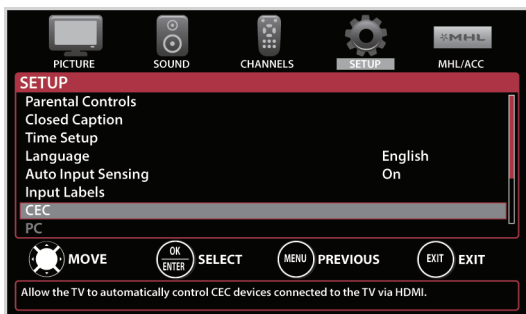 PICTURE SOUND CHANNELS SETUP MHL/ACC
MHL
SETUP
Parental Controls
Closed Caption
Time Setup
Language English
Auto Input Sensing On
Input Labels
CEC
PC
MOVE OK ENTER SELECT MENU PREVIOUS EXIT EXIT
Allow the TV to automatically control CEC devices connected to the TV via HDMI.